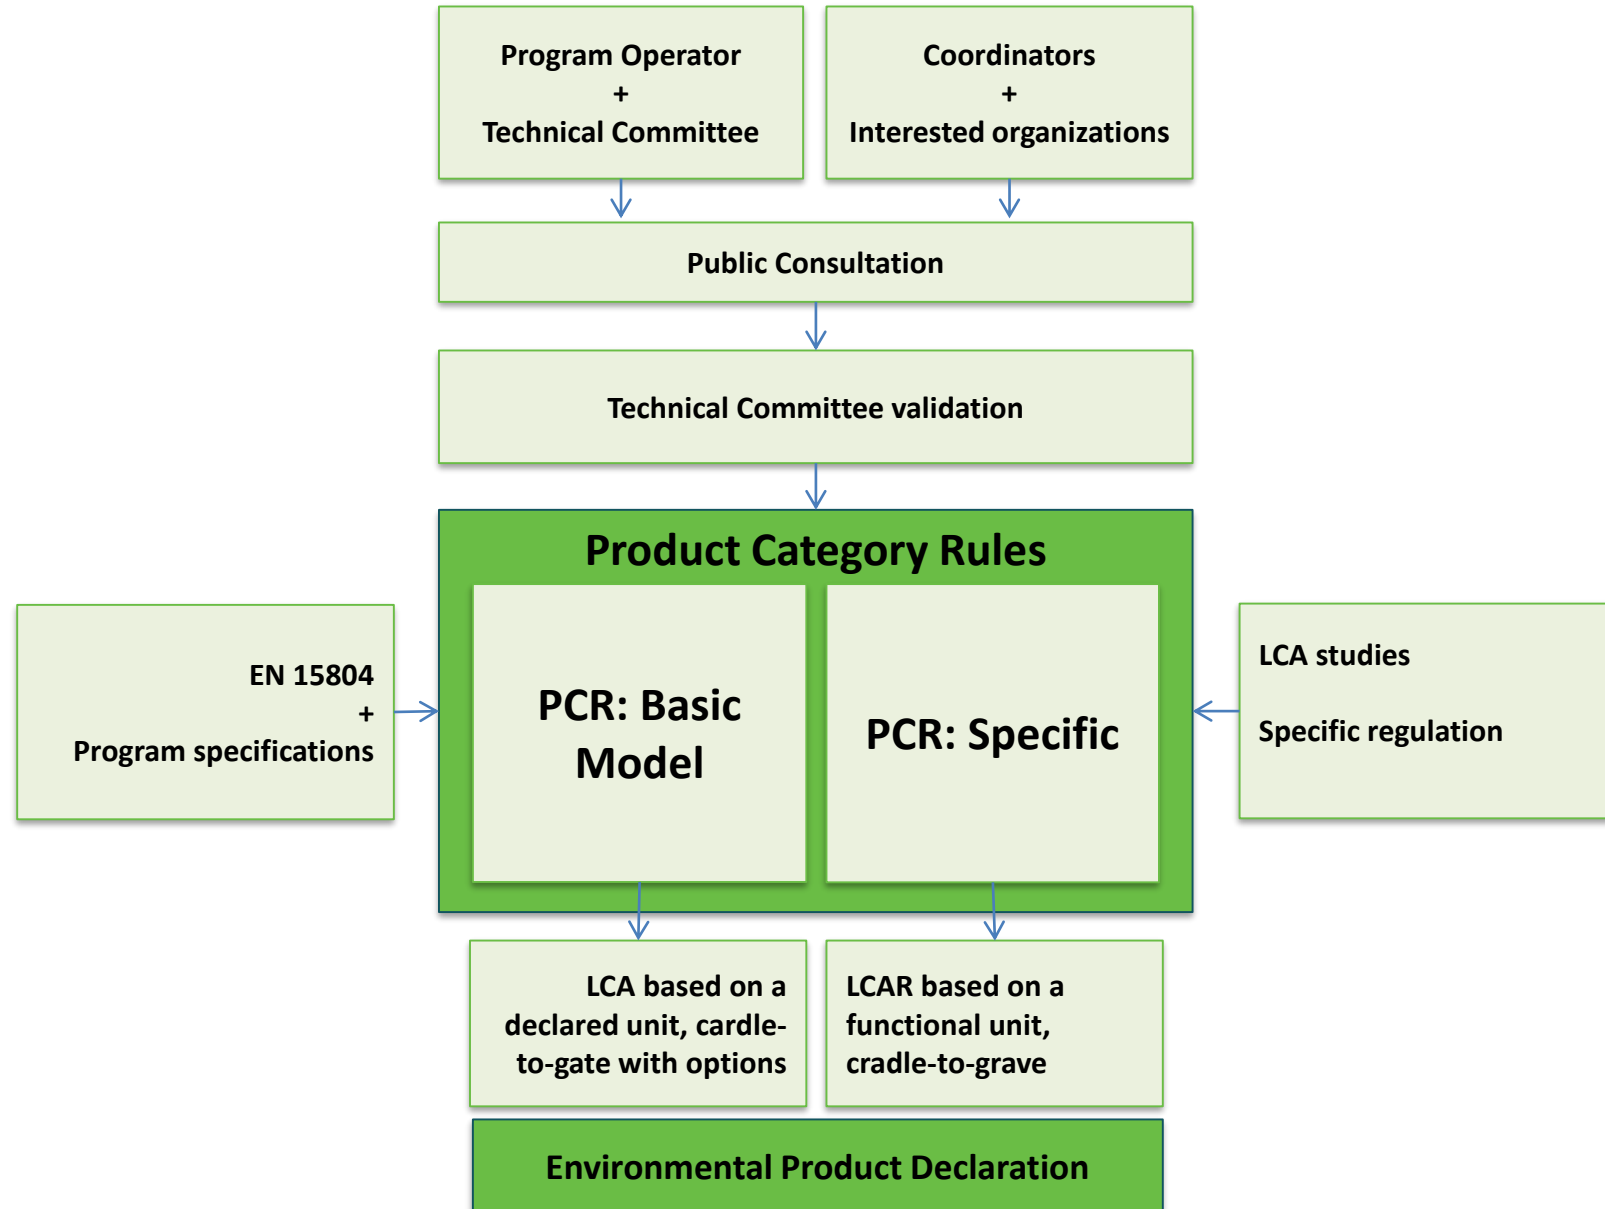 Program Operator
+
Technical Committee
Coordinators
+
Interested organizations
Public Consultation
Technical Committee validation
Product Category Rules
EN 15804
+
Program specifications
PCR: Basic
Model
PCR: Specific
LCA studies
Specific regulation
LCA based on a
declared unit, cardle-
to-gate with options
LCAR based on a
functional unit,
cradle-to-grave
Environmental Product Declaration